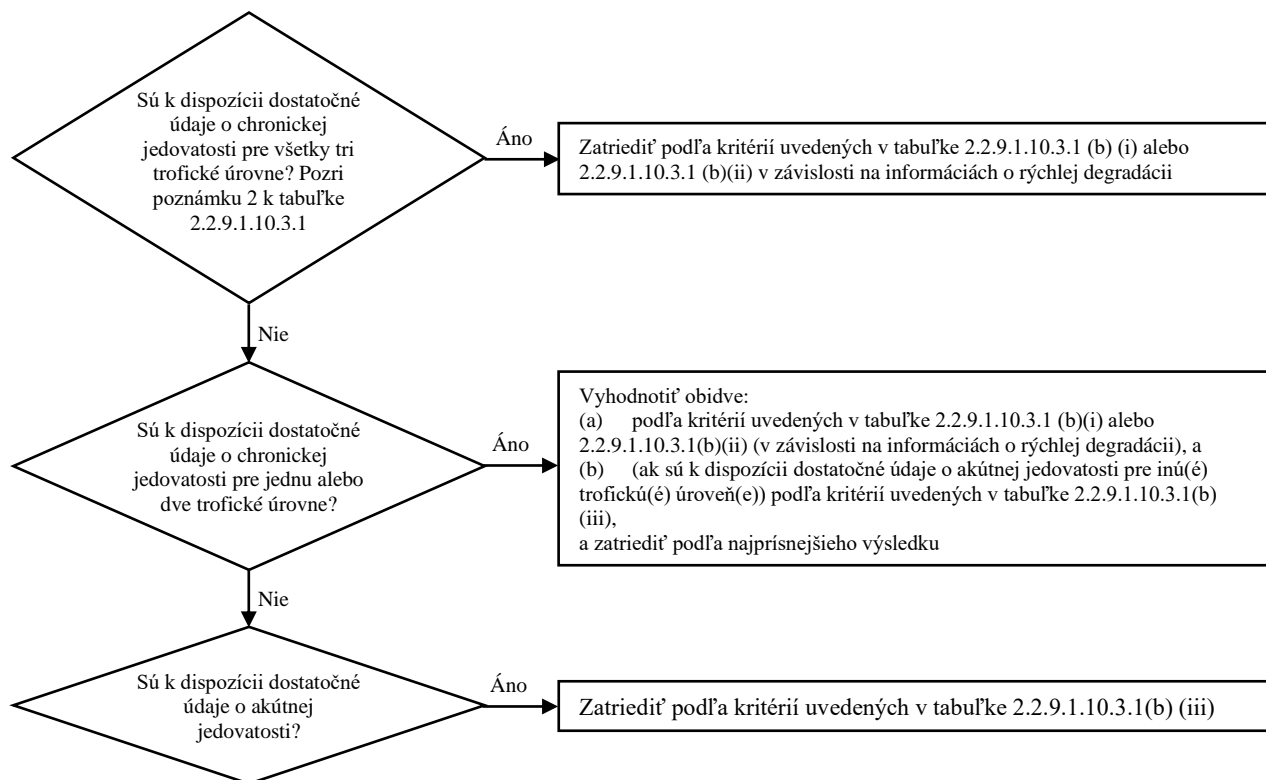 Sú k dispozícii dostatočné
údaje o chronickej
jedovatosti pre všetky tri
trofické úrovne? Pozri
poznámku 2 k tabuľke
2.2.9.1.10.3.1
Áno
Zatriediť podľa kritérií uvedených v tabuľke 2.2.9.1.10.3.1 (b) (i) alebo
2.2.9.1.10.3.1 (b)(ii) v závislosti na informáciách o rýchlej degradácii
Nie
Sú k dispozícii dostatočné
údaje o chronickej
jedovatosti pre jednu alebo
dve trofické úrovne?
Áno
Vyhodnotiť obidve:
(a) podľa kritérií uvedených v tabuľke 2.2.9.1.10.3.1 (b)(i) alebo
2.2.9.1.10.3.1(b)(ii) (v závislosti na informáciách o rýchlej degradácii), a
(b) (ak sú k dispozícii dostatočné údaje o akútnej jedovatosti pre inú(é)
trofickú(é) úroveň(e)) podľa kritérií uvedených v tabuľke 2.2.9.1.10.3.1(b)
(iii),
a zatriediť podľa najprísnejšieho výsledku
Nie
Sú k dispozícii dostatočné
údaje o akútnej
jedovatosti?
Áno
Zatriediť podľa kritérií uvedených v tabuľke 2.2.9.1.10.3.1(b) (iii)